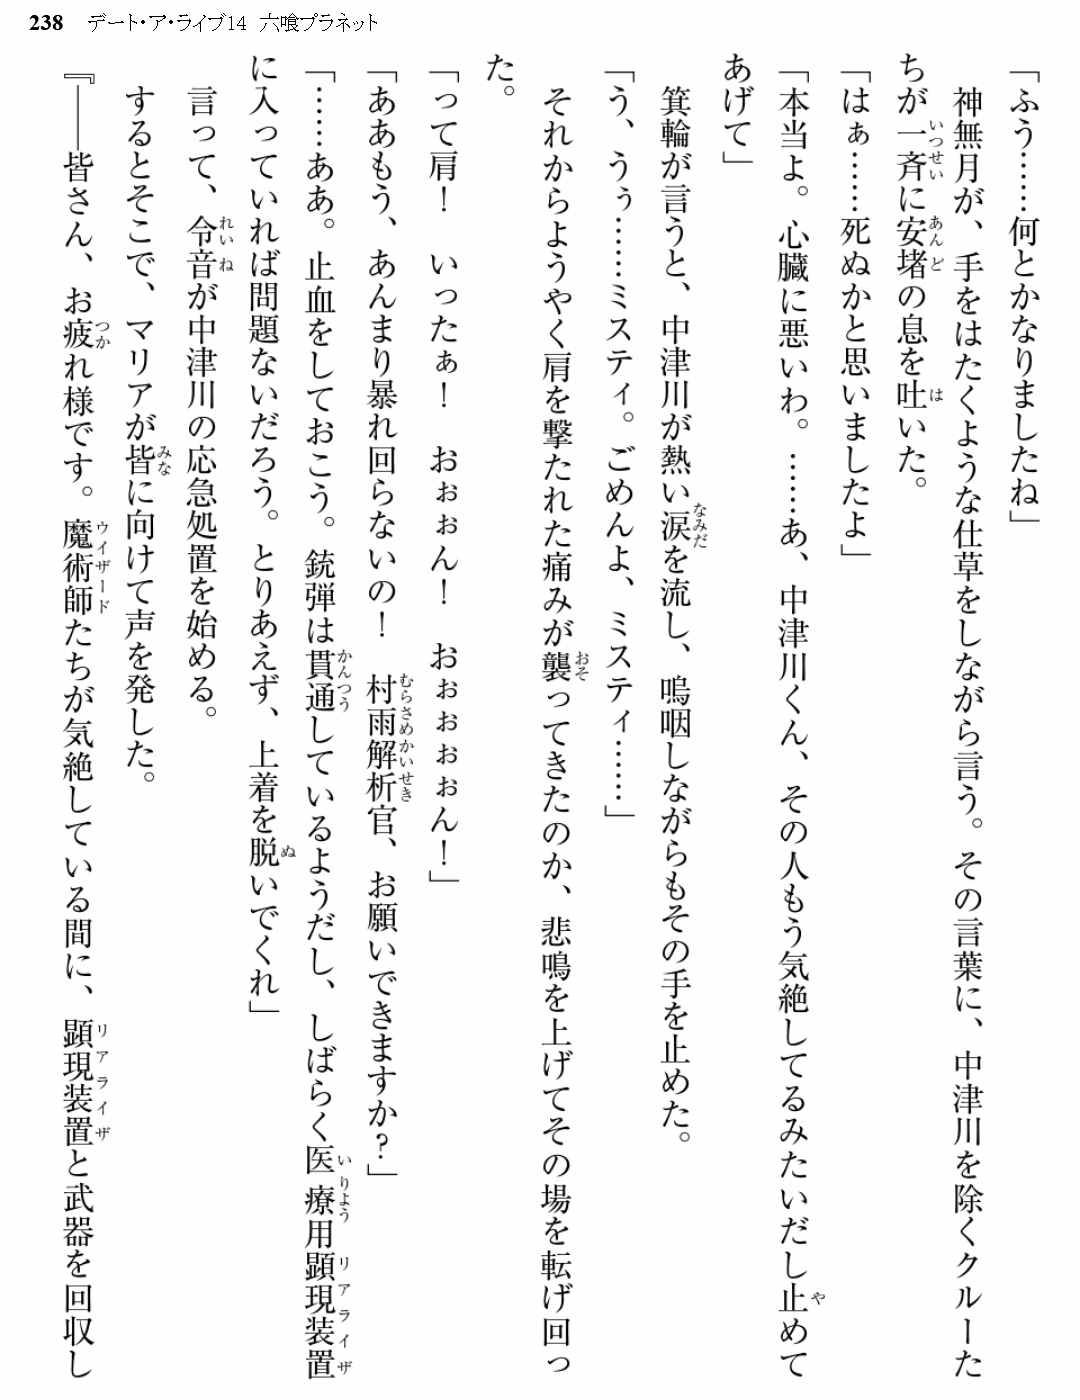 238　デート・ア・ライブ14　六喰プラネット
「ふう……何とかなりましたね」
　神無月が、手をはたくような仕草をしながら言う。その言葉に、中津川を除くクルーた
ちが一斉に安堵の息を吐いた。
「はぁ……死ぬかと思いましたよ」
「本当よ。心臓に悪いわ。……あ、中津川くん、その人もう気絶してるみたいだし止めて
あげて」
　箕輪が言うと、中津川が熱い涙を流し、嗚咽しながらもその手を止めた。
「う、うぅ……ミスティ。ごめんよ、ミスティ……」
　それからようやく肩を撃たれた痛みが襲ってきたのか、悲鳴を上げてその場を転げ回っ
た。
「って肩！　いったぁ！　おぉぉん！　おぉぉぉぉん！」
「ああもう、あんまり暴れ回らないの！　村雨解析官、お願いできますか？」
「……ああ。止血をしておこう。銃弾は貫通しているようだし、しばらく医療用顕現装置
に入っていれば問題ないだろう。とりあえず、上着を脱いでくれ」
　言って、令音が中津川の応急処置を始める。
　するとそこで、マリアが皆に向けて声を発した。
『――皆さん、お疲れ様です。魔術師たちが気絶している間に、顕現装置と武器を回収し